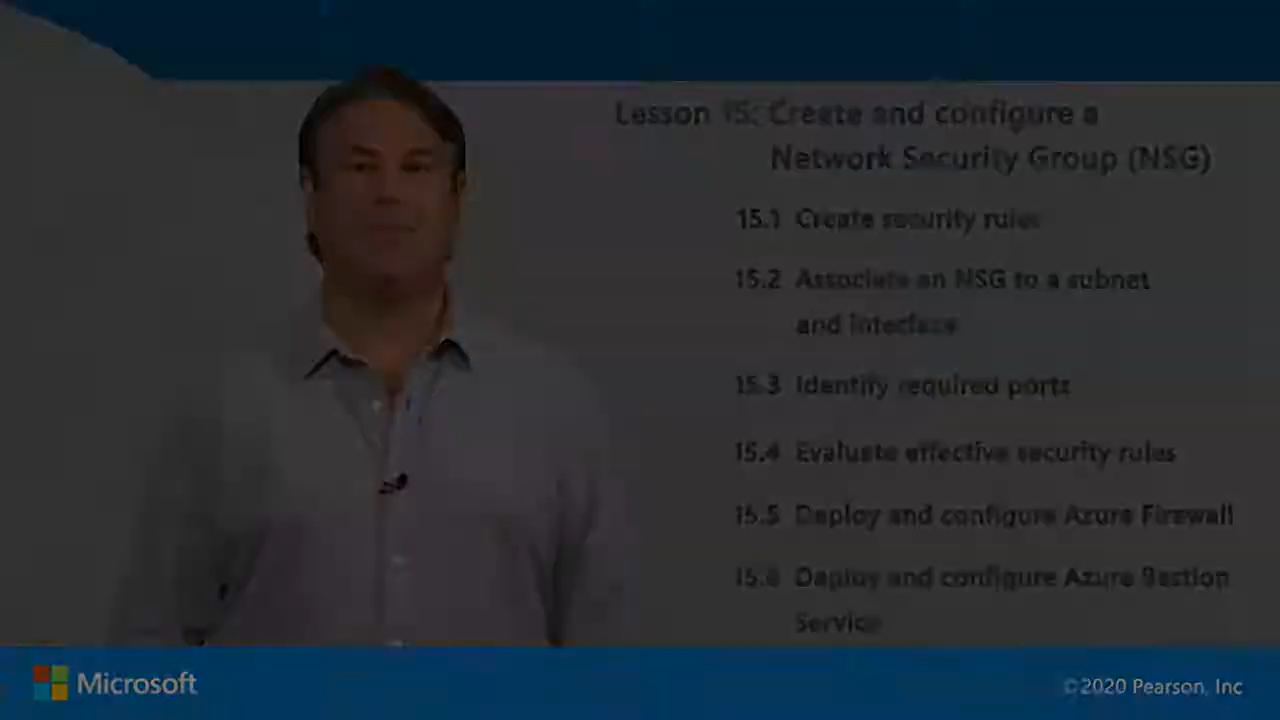 Lesson 15: Create and configure a
Network Security Group (NSG)
15.1 Create security rules
15.2 Associate an NSG to a subnet
and interface
15.3 Identify required ports
15.4 Evaluate effective security rules
15.5 Deploy and configure Azure Firewall
15.6 Deploy and configure Azure Bastion
Service
Microsoft
©2020 Pearson, Inc